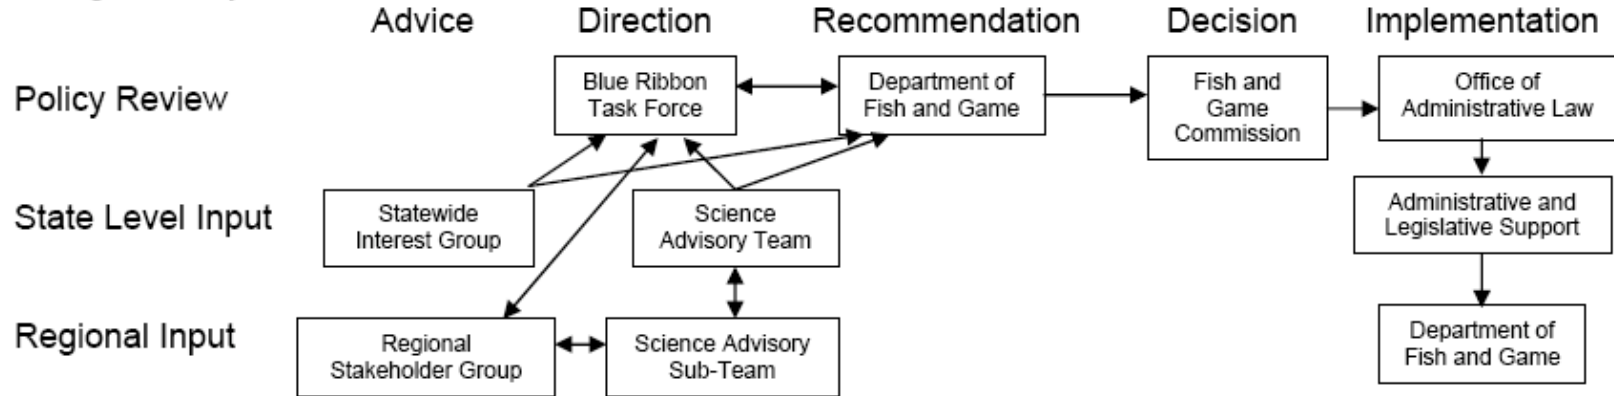 Advice Direction Recommendation Decision Implementation
Policy Review
Blue Ribbon
Task Force
Department of
Fish and Game
Fish and
Game
Commission
Office of
Administrative Law
State Level Input
Statewide
Interest Group
Science
Advisory Team
Administrative and
Legislative Support
Regional Input
Regional
Stakeholder Group
Science Advisory
Sub-Team
Department of
Fish and Game